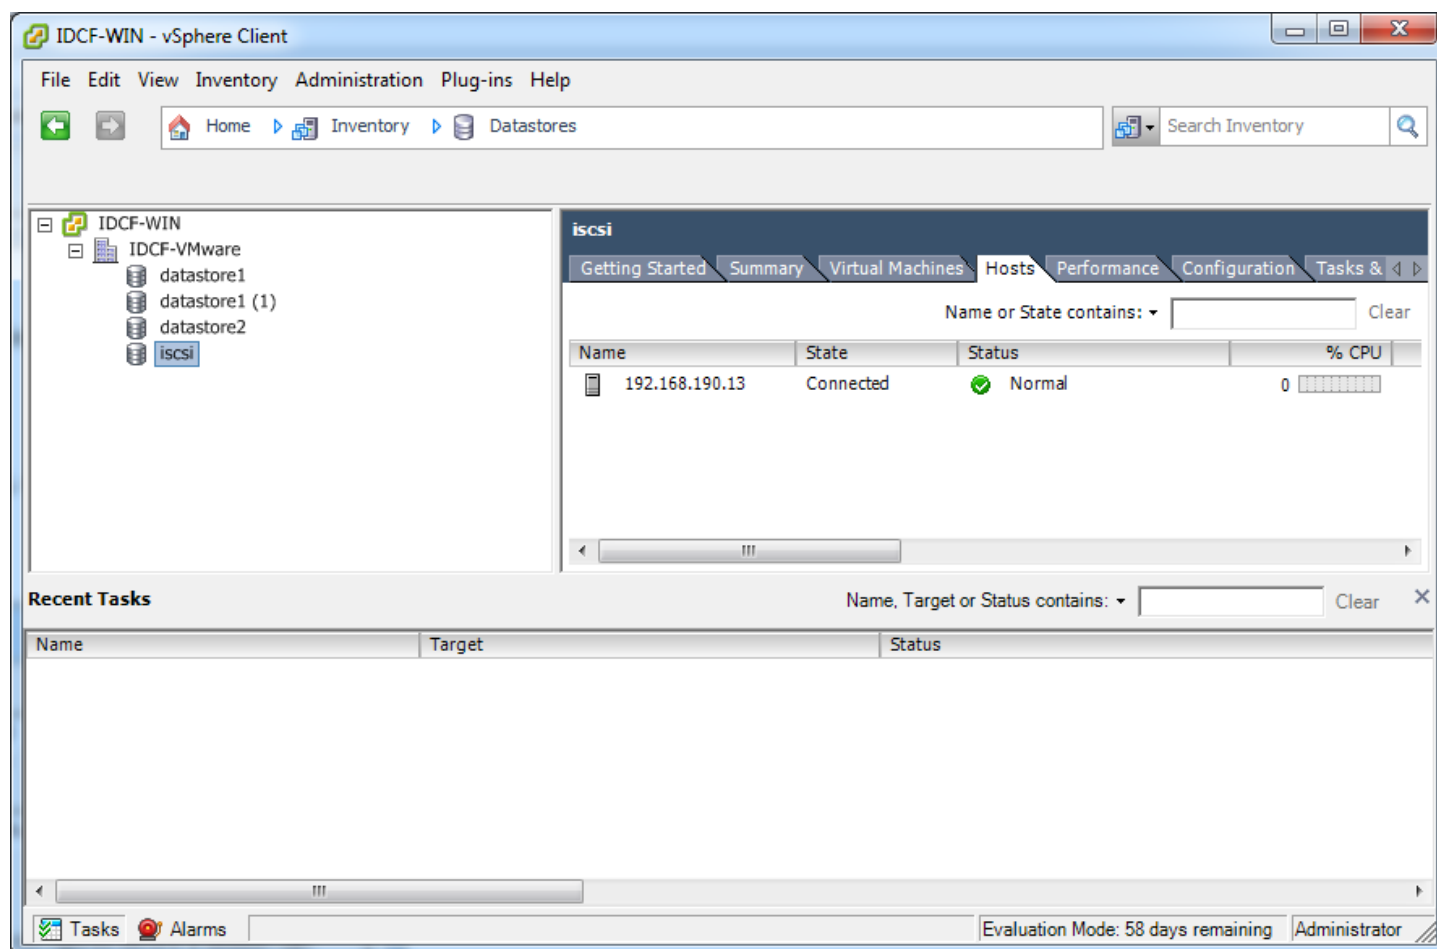 IDCF-WIN - vSphere Client
File Edit View Inventory Administration Plug-ins Help
Home Inventory Datastores Search Inventory
IDCF-WIN
IDCF-VMware
datastore1
datastore1 (1)
datastore2
iscsi
iscsi
Getting Started Summary Virtual Machines Hosts Performance Configuration Tasks &
Name or State contains: Clear
Name State Status % CPU
192.168.190.13 Connected Normal 0
Recent Tasks Name, Target or Status contains: Clear
Name Target Status
Tasks Alarms Evaluation Mode: 58 days remaining Administrator